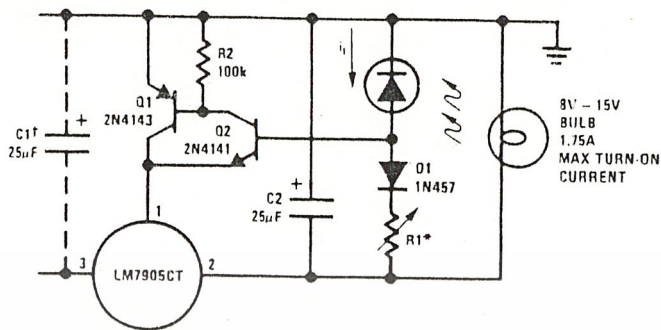 R2
100k
i₁
Q1
2N4143
Q2
2N4141
C1†
25µF
+
C2
25µF
+
D1
1N457
R1*
8V – 15V
BULB
1.75A
MAX TURN-ON
CURRENT
1
3
LM7905CT
2